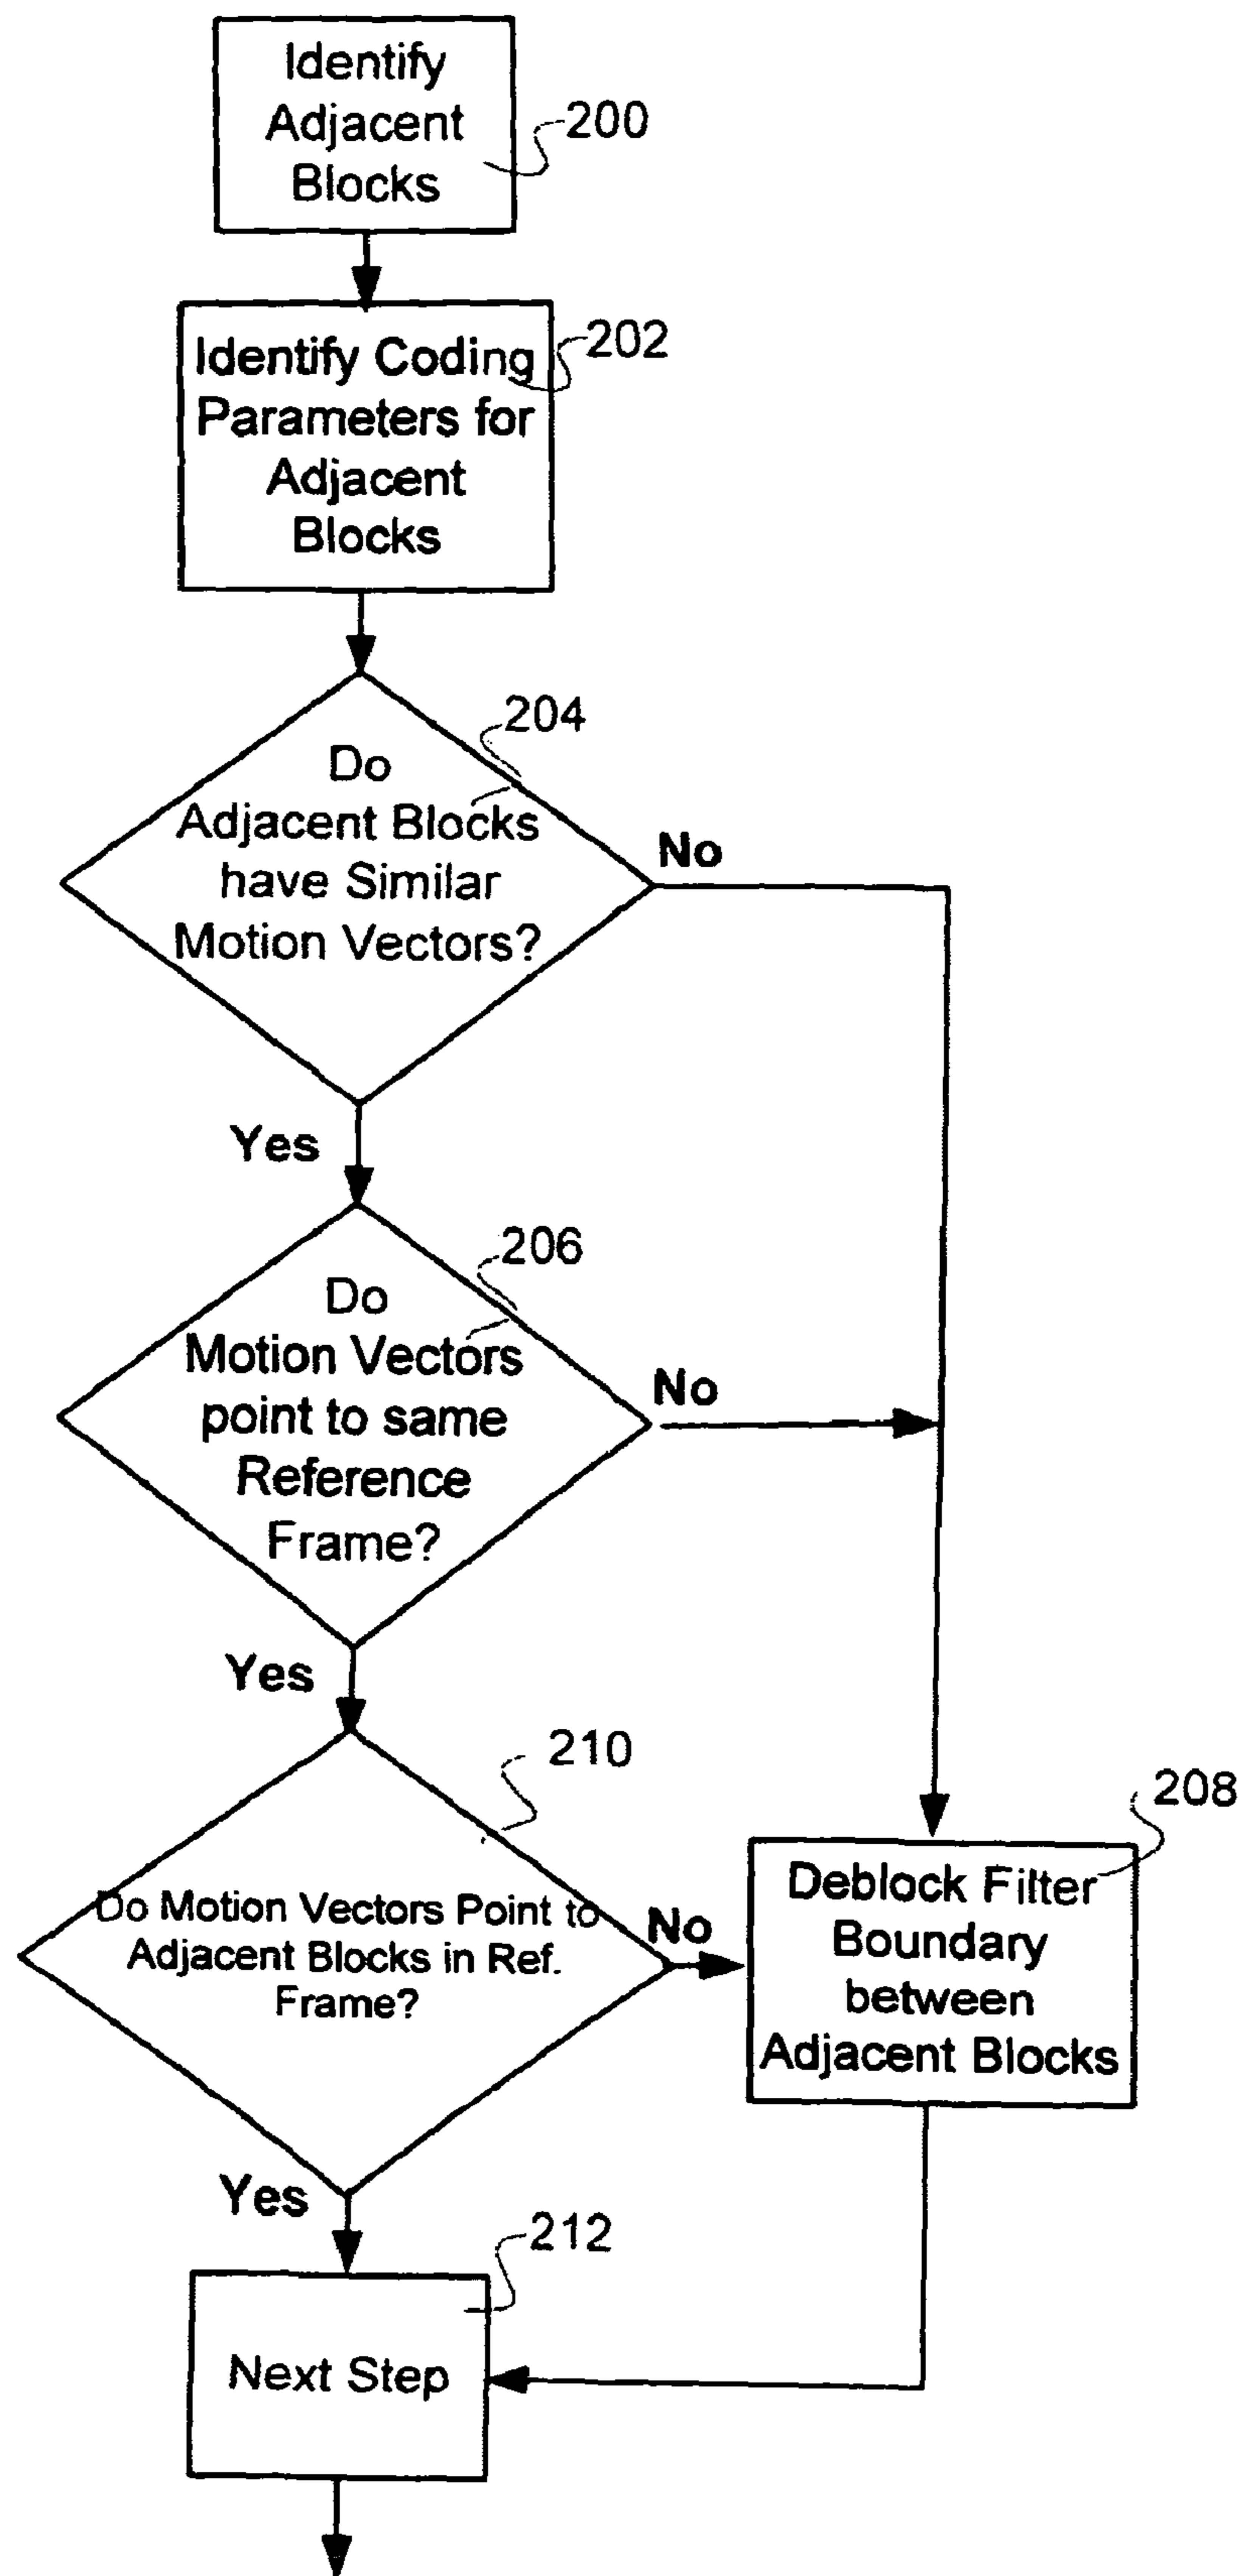 Identify
Adjacent
Blocks
200
Identify Coding
Parameters for
Adjacent
Blocks
202
204
Do
Adjacent Blocks
have Similar
Motion Vectors?
No
Yes
206
Do
Motion Vectors
point to same
Reference
Frame?
No
Yes
210
Do Motion Vectors Point to
Adjacent Blocks in Ref.
Frame?
No
208
Deblock Filter
Boundary
between
Adjacent Blocks
Yes
212
Next Step